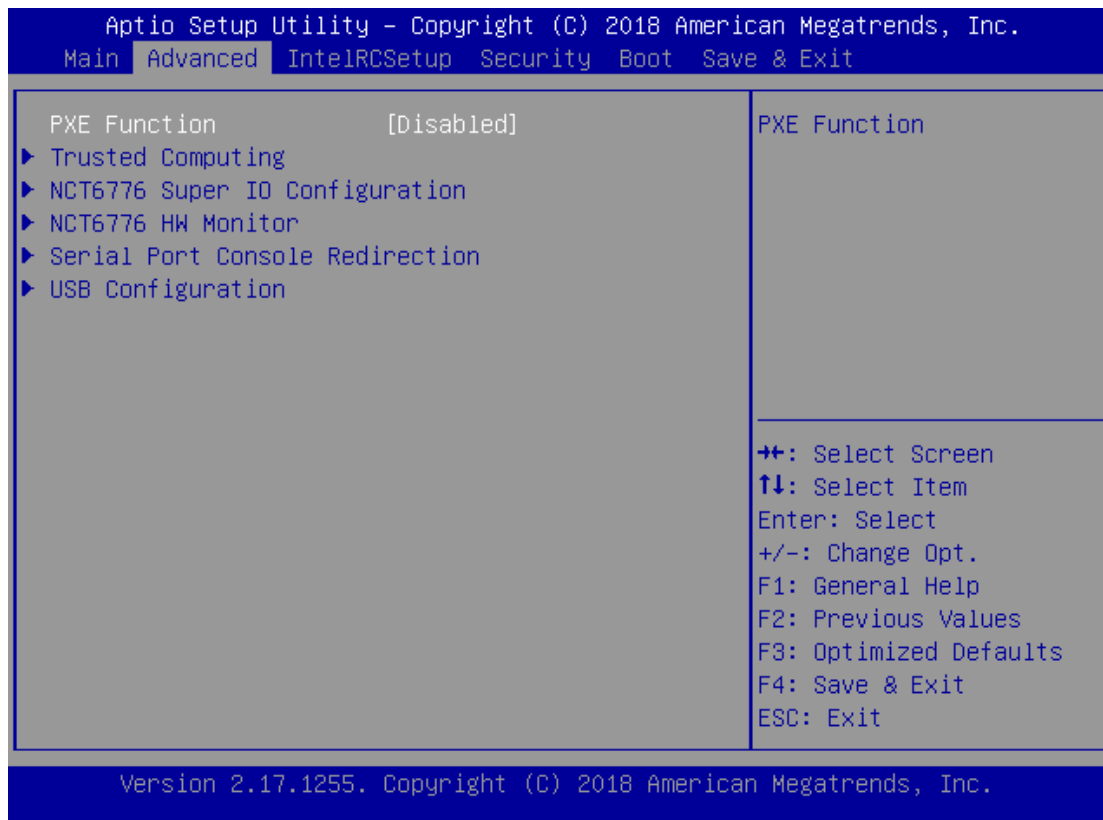 Aptio Setup Utility – Copyright (C) 2018 American Megatrends, Inc.
Main Advanced IntelRCSetup Security Boot Save & Exit
PXE Function [Disabled]
▶ Trusted Computing
▶ NCT6776 Super IO Configuration
▶ NCT6776 HW Monitor
▶ Serial Port Console Redirection
▶ USB Configuration
PXE Function
→←: Select Screen
↑↓: Select Item
Enter: Select
+/-: Change Opt.
F1: General Help
F2: Previous Values
F3: Optimized Defaults
F4: Save & Exit
ESC: Exit
Version 2.17.1255. Copyright (C) 2018 American Megatrends, Inc.